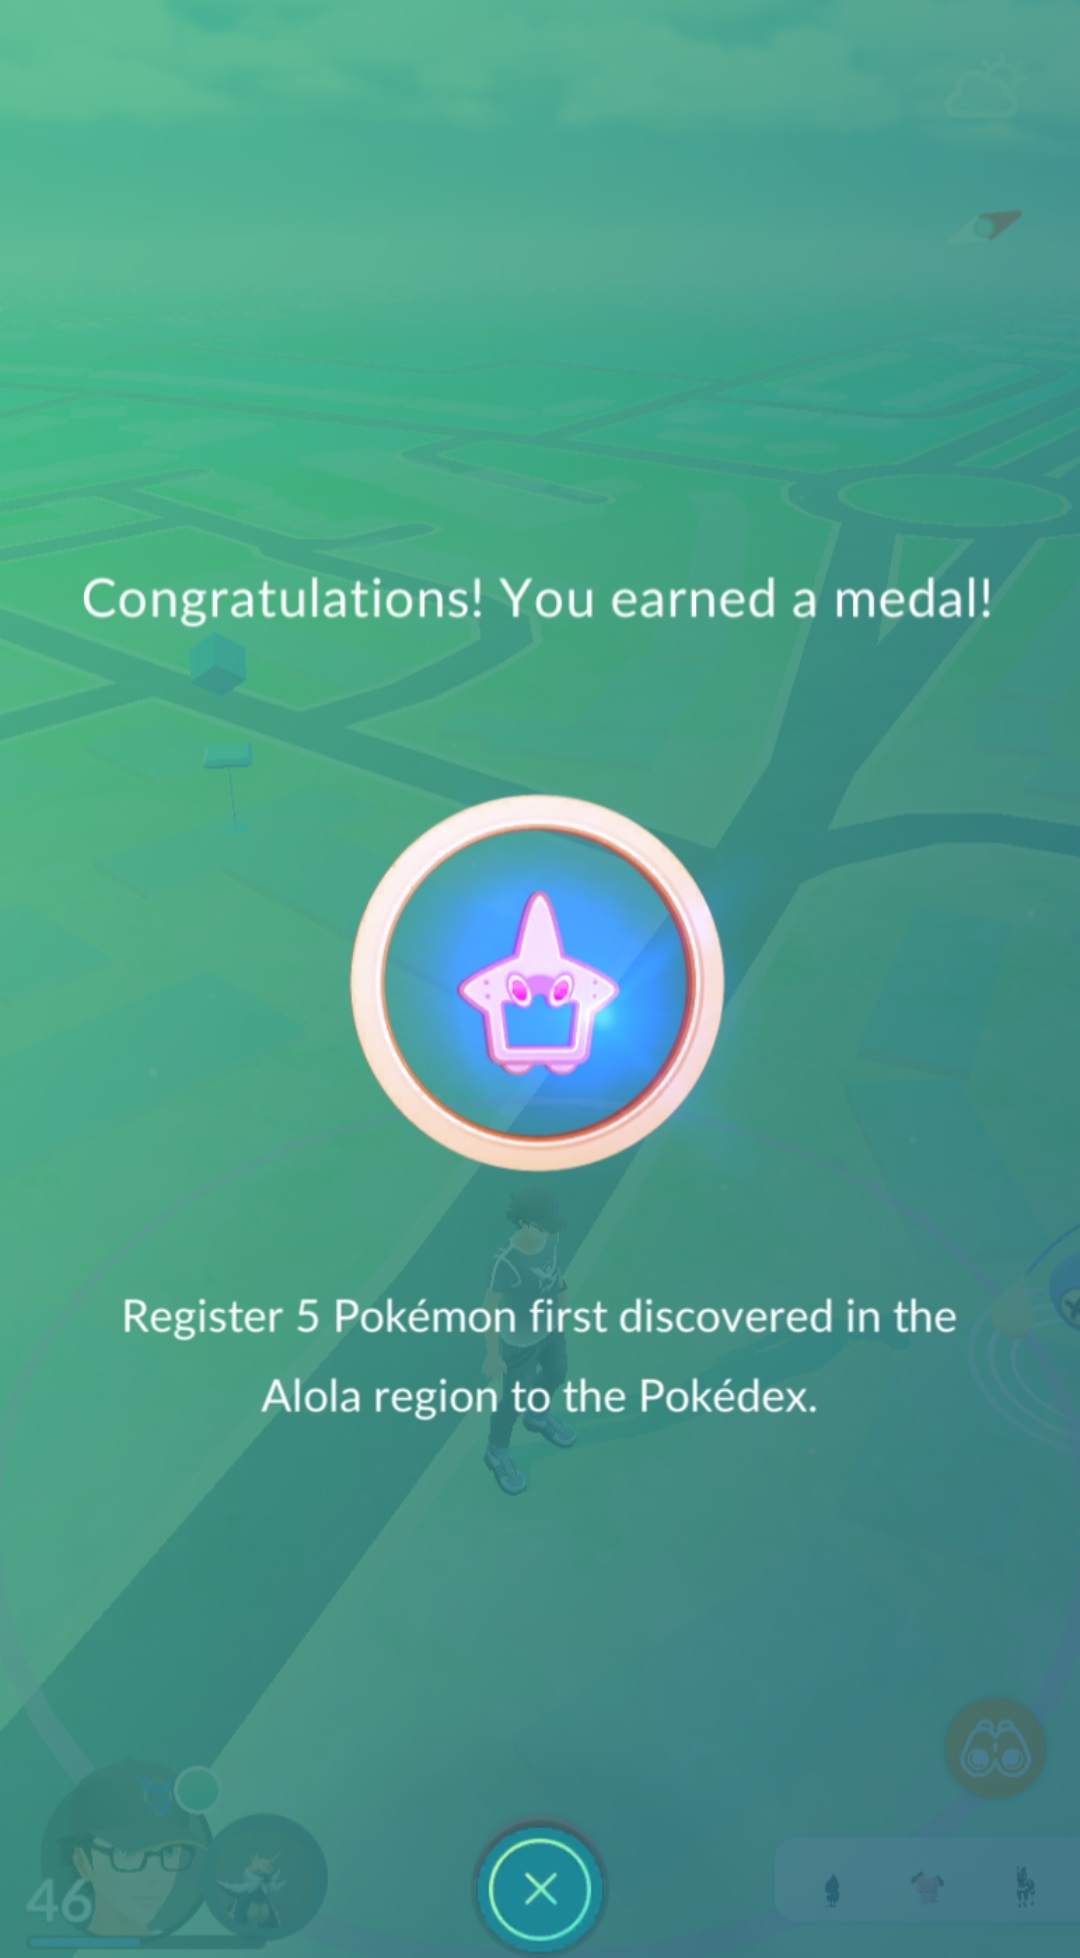 Congratulations! You earned a medal!
Register 5 Pokémon first discovered in the
Alola region to the Pokédex.
46